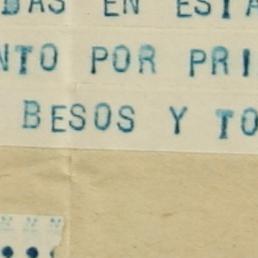 DAS EN ESTA
NTO POR PRI
BESOS Y TO